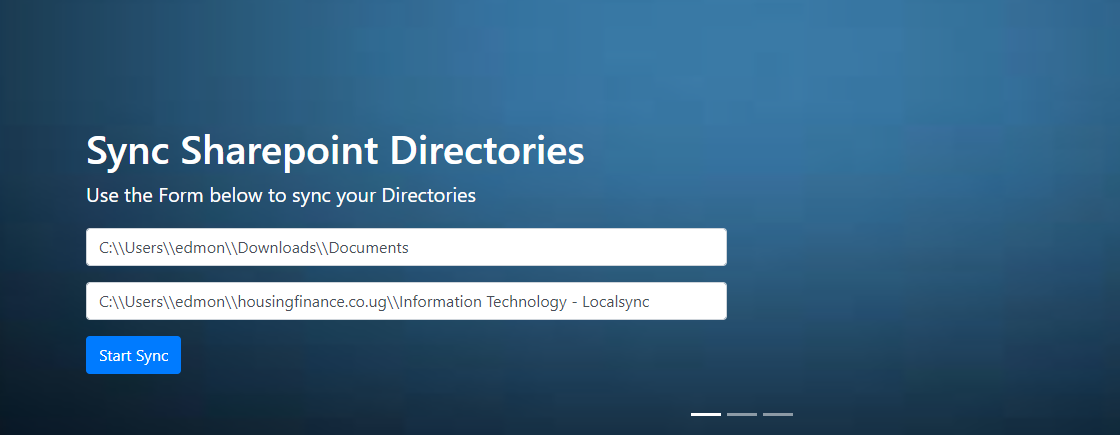 Sync Sharepoint Directories
Use the Form below to sync your Directories
C:\\Users\\edmon\\Downloads\\Documents
C:\\Users\\edmon\\housingfinance.co.ug\\Information Technology - Localsync
Start Sync